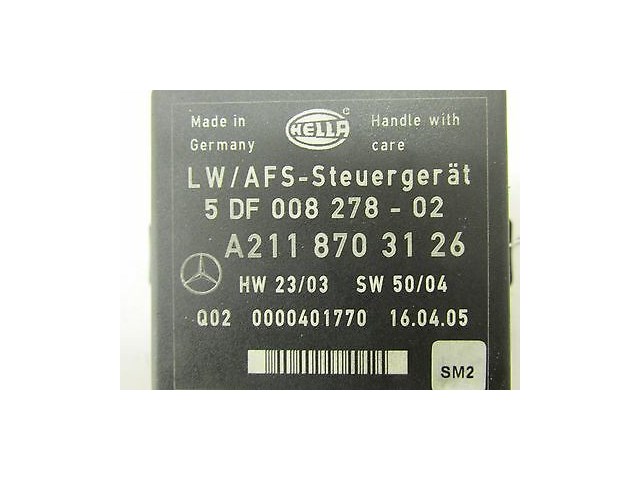 Made in
Germany
HELLA
©
Handle with
care
LW/AFS-Steuergerät
5 DF 008 278 - 02
A211 870 31 26
HW 23/03 SW 50/04
Q02 0000401770 16.04.05
SM2